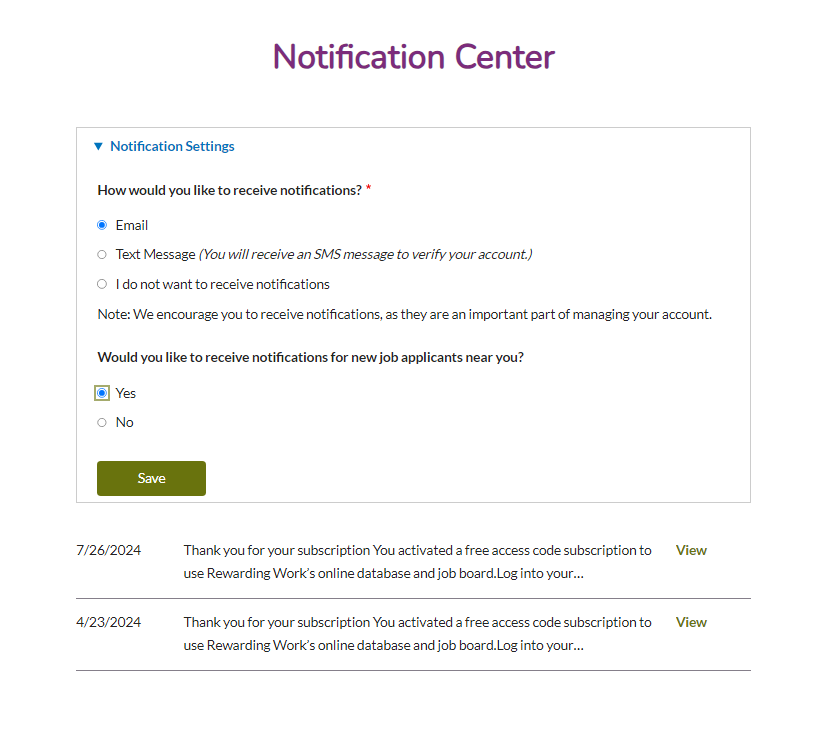 Notification Center
▼ Notification Settings
How would you like to receive notifications? *
Email
Text Message (You will receive an SMS message to verify your account.)
I do not want to receive notifications
Note: We encourage you to receive notifications, as they are an important part of managing your account.
Would you like to receive notifications for new job applicants near you?
Yes
No
Save
7/26/2024 Thank you for your subscription You activated a free access code subscription to View
use Rewarding Work's online database and job board.Log into your...
4/23/2024 Thank you for your subscription You activated a free access code subscription to View
use Rewarding Work's online database and job board.Log into your...